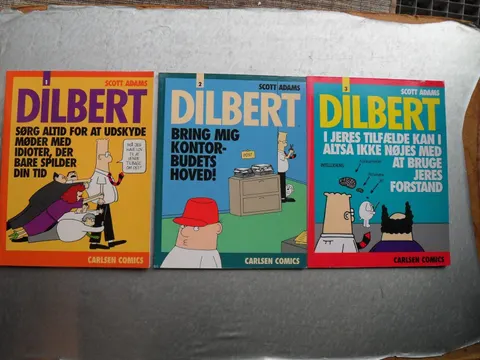 1
SCOTT ADAMS
DILBERT
SØRG ALTID FOR AT UDSKYDE
MØDER MED
IDIOTER, DER
BARE SPILDER
DIN TID
CARLSEN COMICS
2
SCOTT ADAMS
DILBERT
BRING MIG
KONTOR-
BUDETS
HOVED!
CARLSEN COMICS
3
SCOTT ADAMS
DILBERT
I JERES TILFÆLDE KAN I
ALTSÅ IKKE NØJES MED
AT BRUGE
JERES
FORSTAND
CARLSEN COMICS